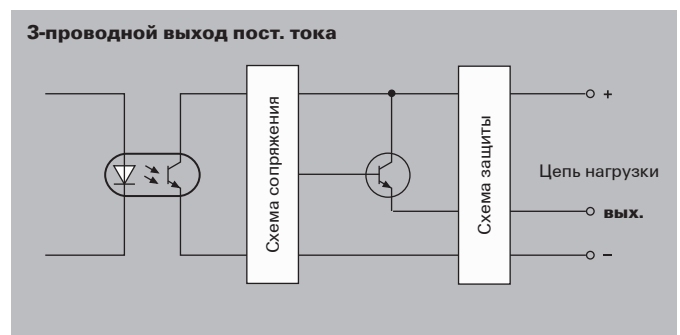 3-проводной выход пост. тока
Схема сопряжения
Схема защиты
+
Цепь нагрузки
вых.
–